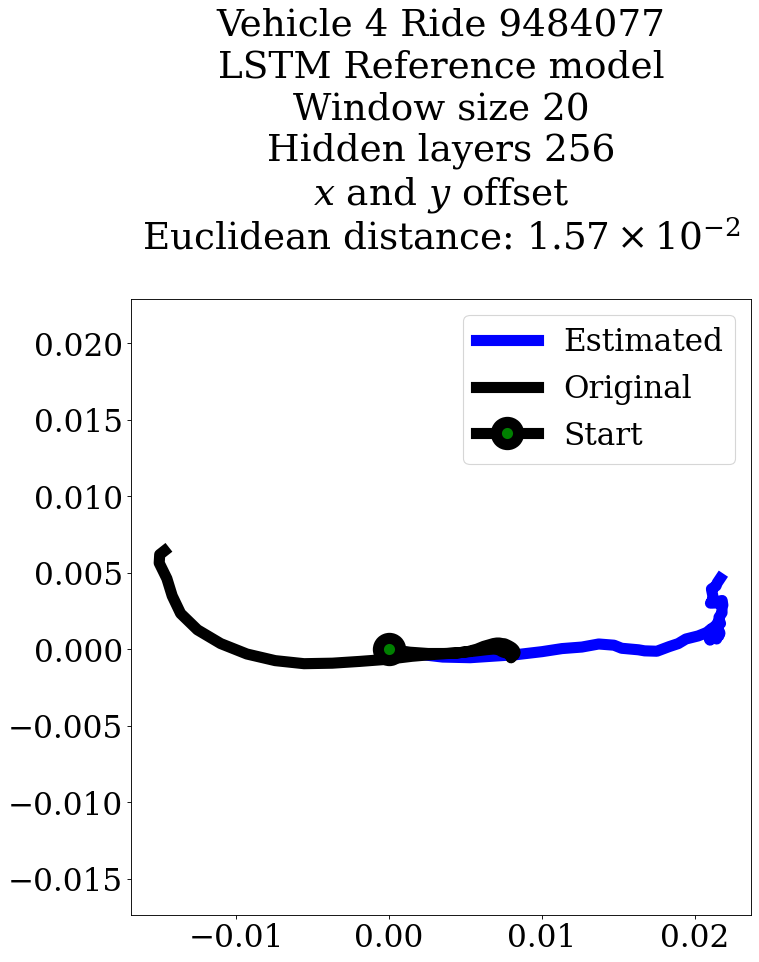 Vehicle 4 Ride 9484077
LSTM Reference model
Window size 20
Hidden layers 256
x and y offset
Euclidean distance: 1.57 × 10⁻²
Estimated
Original
Start
0.020
0.015
0.010
0.005
0.000
−0.005
−0.010
−0.015
−0.01 0.00 0.01 0.02